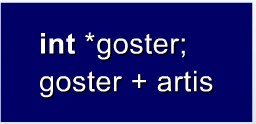 int *goster;
goster + artis